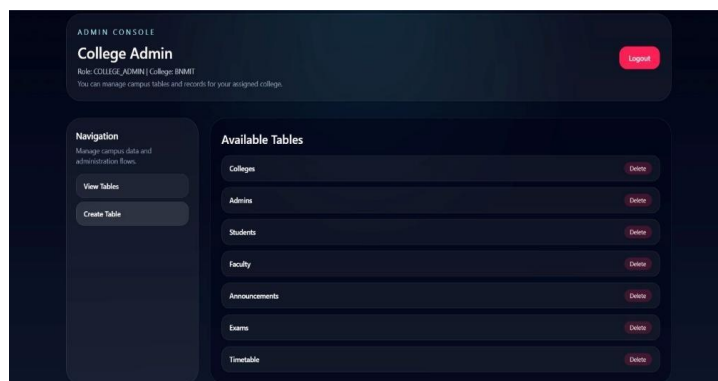 ADMIN CONSOLE
College Admin
Role: COLLEGE_ADMIN | College: BNMIT
You can manage campus tables and records for your assigned college.
Logout
Navigation
Manage campus data and
administration flows.
View Tables
Create Table
Available Tables
Colleges
Delete
Admins
Delete
Students
Delete
Faculty
Delete
Announcements
Delete
Exams
Delete
Timetable
Delete